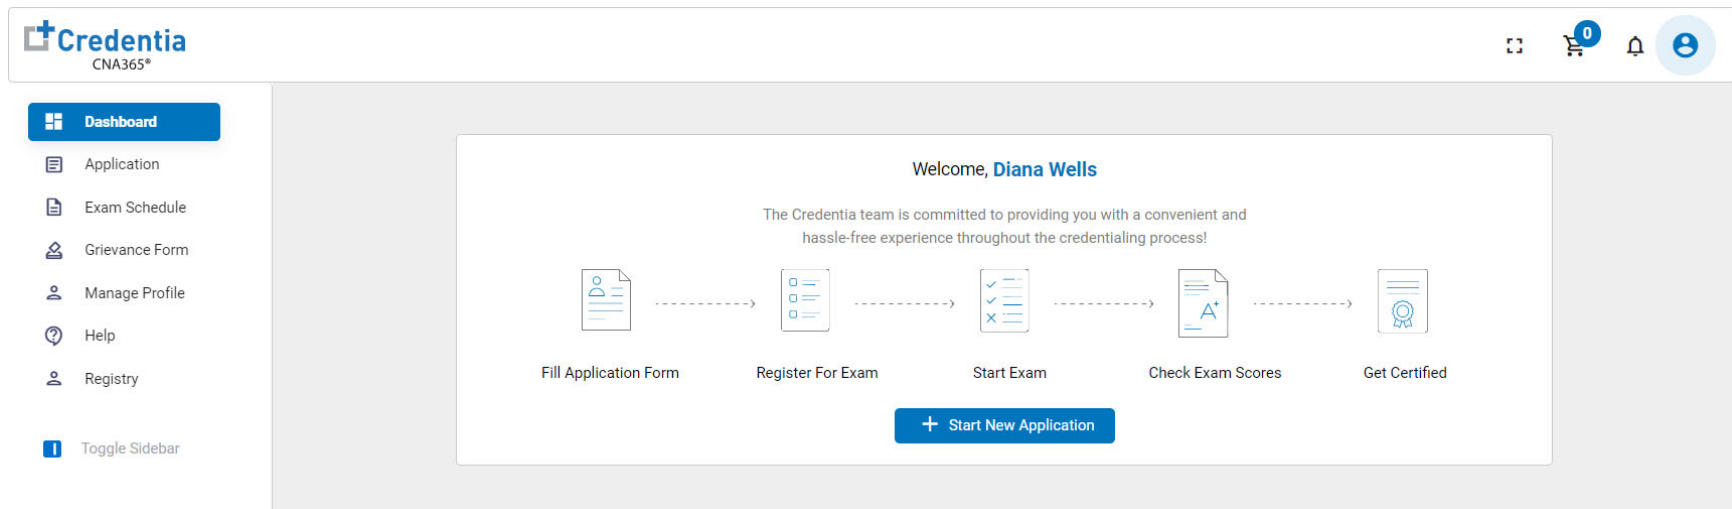 Credentia
CNA365®
0
Dashboard
Application
Exam Schedule
Grievance Form
Manage Profile
Help
Registry
Toggle Sidebar
Welcome, Diana Wells
The Credentia team is committed to providing you with a convenient and
hassle-free experience throughout the credentialing process!
A+
Fill Application Form
Register For Exam
Start Exam
Check Exam Scores
Get Certified
+ Start New Application